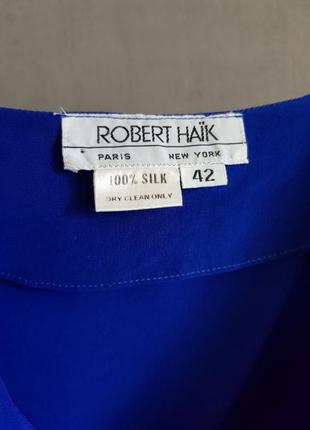 ROBERT HAÏK
PARIS NEW YORK
100% SILK 42
DRY CLEAN ONLY